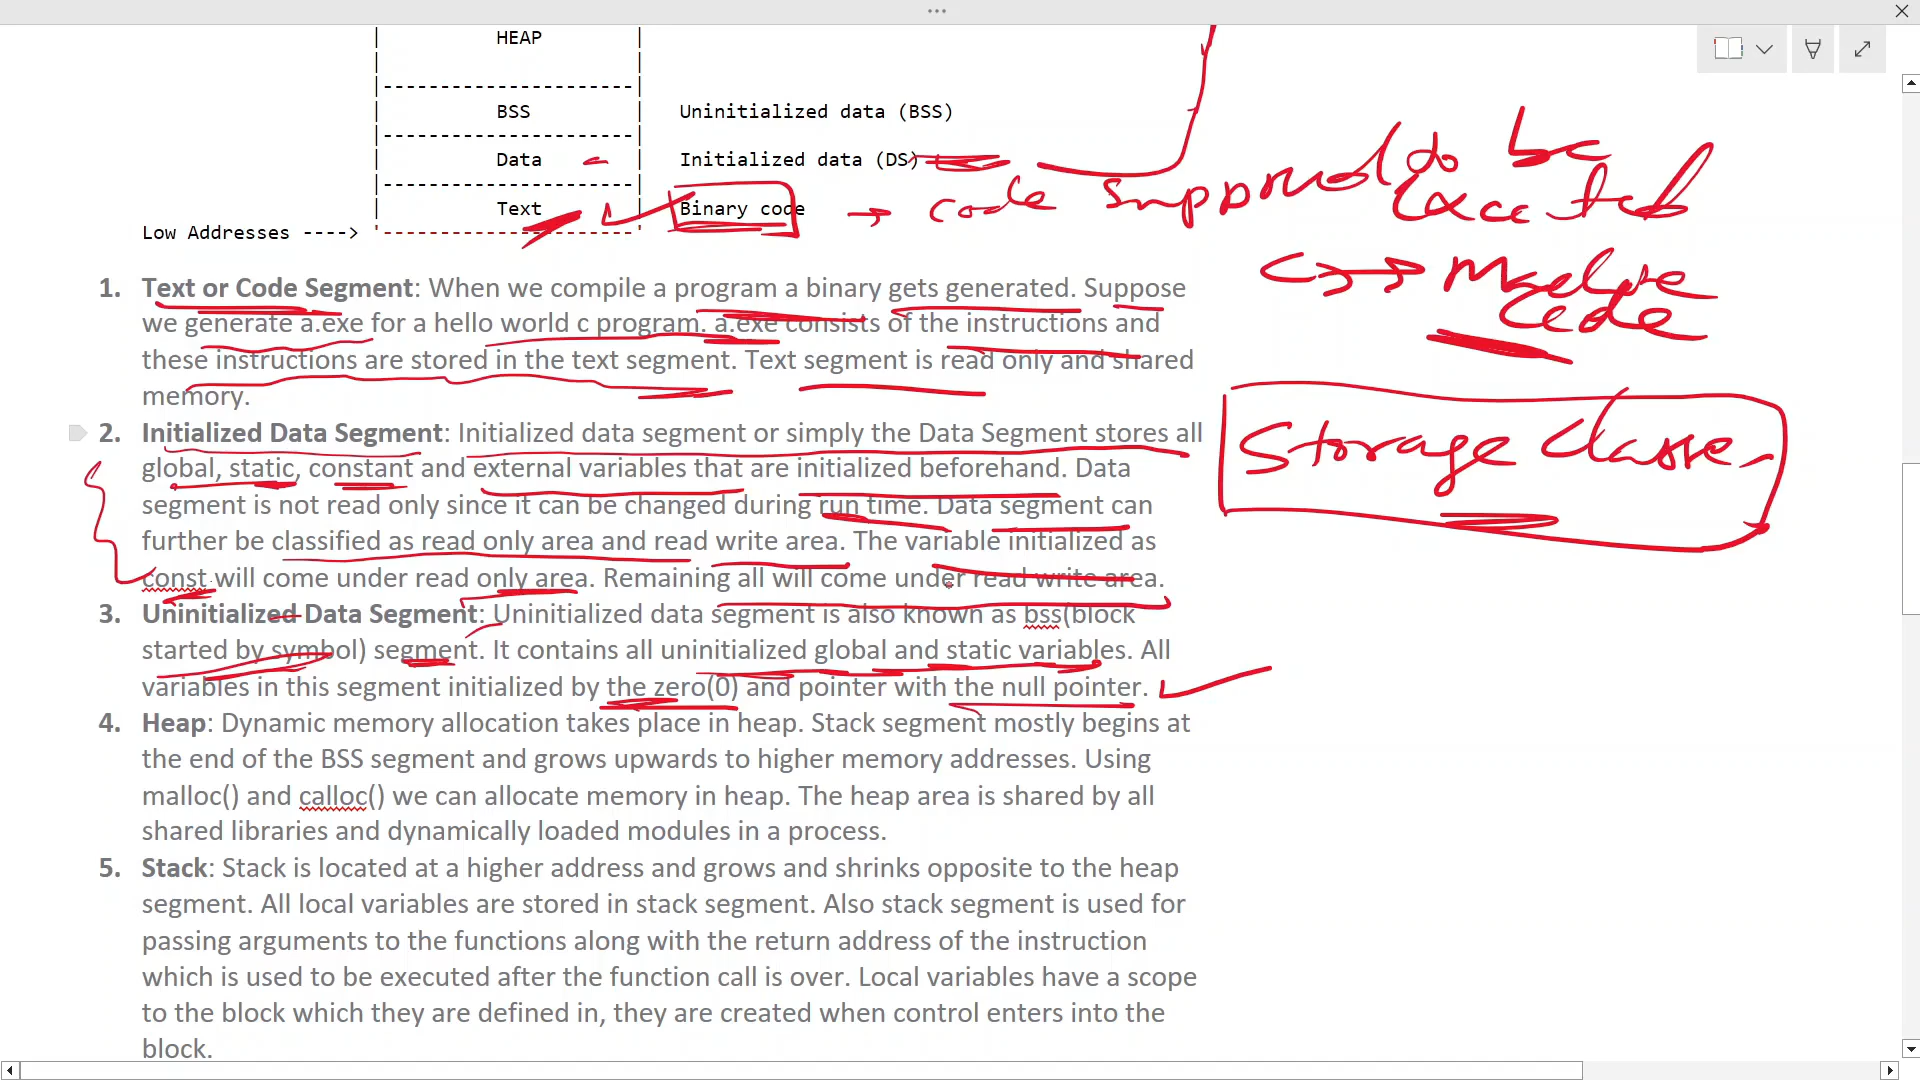 HEAP
BSS Uninitialized data (BSS)
Data Initialized data (DS)
Text Binary code → code supposed to be
executed
Low Addresses ---->
C → Machine
code
1. Text or Code Segment: When we compile a program a binary gets generated. Suppose
we generate a.exe for a hello world c program. a.exe consists of the instructions and
these instructions are stored in the text segment. Text segment is read only and shared
memory.
Storage classes
2. Initialized Data Segment: Initialized data segment or simply the Data Segment stores all
global, static, constant and external variables that are initialized beforehand. Data
segment is not read only since it can be changed during run time. Data segment can
further be classified as read only area and read write area. The variable initialized as
const will come under read only area. Remaining all will come under read write area.
3. Uninitialized Data Segment: Uninitialized data segment is also known as bss(block
started by symbol) segment. It contains all uninitialized global and static variables. All
variables in this segment initialized by the zero(0) and pointer with the null pointer.
4. Heap: Dynamic memory allocation takes place in heap. Stack segment mostly begins at
the end of the BSS segment and grows upwards to higher memory addresses. Using
malloc() and calloc() we can allocate memory in heap. The heap area is shared by all
shared libraries and dynamically loaded modules in a process.
5. Stack: Stack is located at a higher address and grows and shrinks opposite to the heap
segment. All local variables are stored in stack segment. Also stack segment is used for
passing arguments to the functions along with the return address of the instruction
which is used to be executed after the function call is over. Local variables have a scope
to the block which they are defined in, they are created when control enters into the
block.